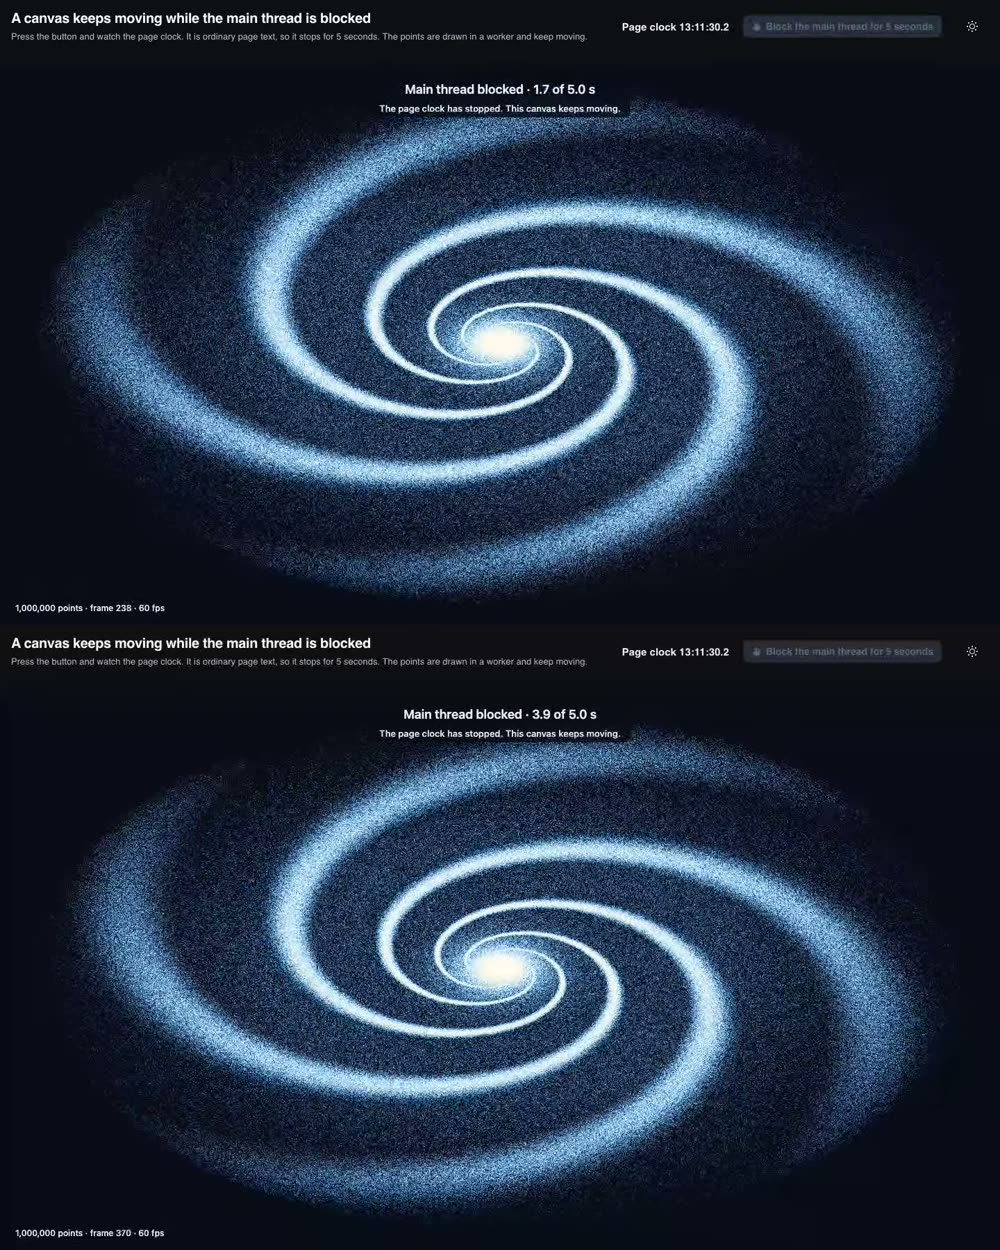 A canvas keeps moving while the main thread is blocked
Press the button and watch the page clock. It is ordinary page text, so it stops for 5 seconds. The points are drawn in a worker and keep moving.
Page clock 13:11:30.2
Block the main thread for 5 seconds
Main thread blocked · 1.7 of 5.0 s
The page clock has stopped. This canvas keeps moving.
1,000,000 points · frame 238 · 60 fps
A canvas keeps moving while the main thread is blocked
Press the button and watch the page clock. It is ordinary page text, so it stops for 5 seconds. The points are drawn in a worker and keep moving.
Page clock 13:11:30.2
Block the main thread for 5 seconds
Main thread blocked · 3.9 of 5.0 s
The page clock has stopped. This canvas keeps moving.
1,000,000 points · frame 370 · 60 fps